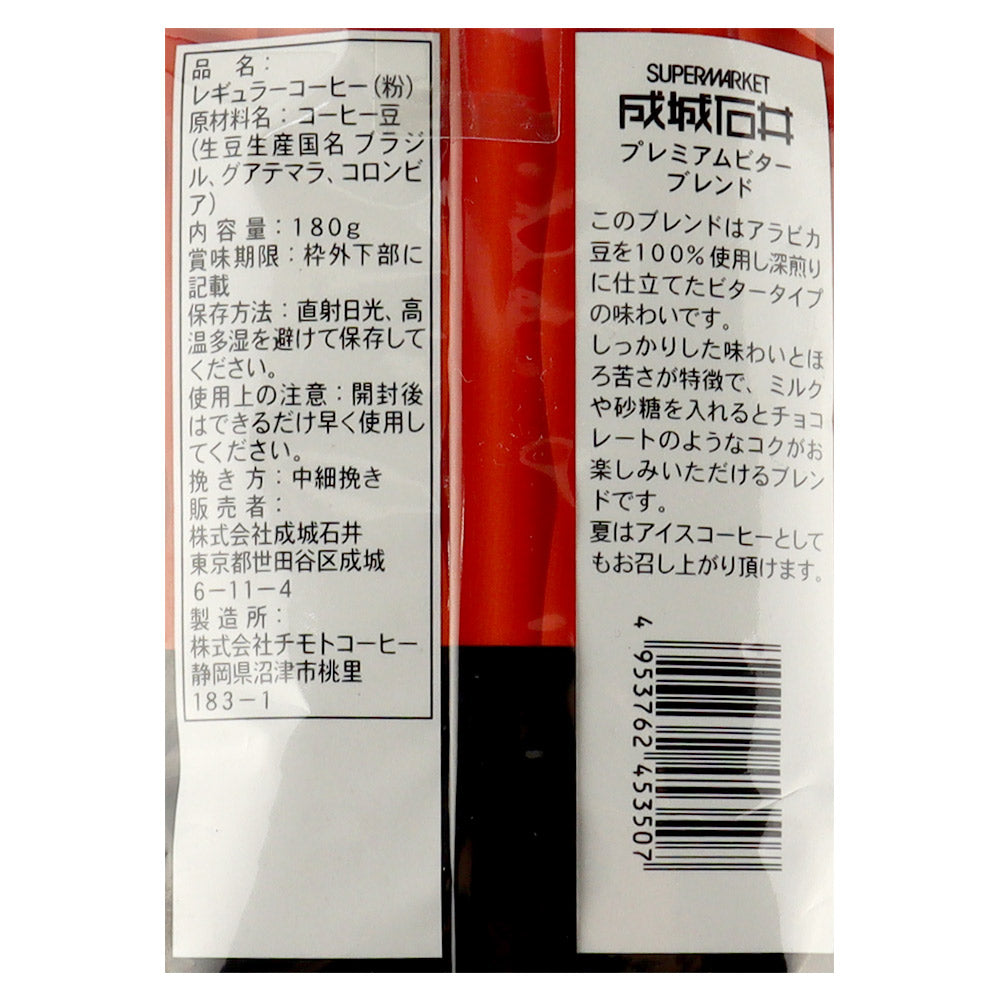 品 名:
レギュラーコーヒー(粉)
原材料名:コーヒー豆
(生豆生産国名 ブラジ
ル、グアテマラ、コロンビ
ア)
内 容 量:180g
賞味期限:枠外下部に
記載
保存方法:直射日光、高
温多湿を避けて保存して
ください。
使用上の注意:開封後
はできるだけ早く使用し
てください。
挽 き 方:中細挽き
販 売 者:
株式会社成城石井
東京都世田谷区成城
6-11-4
製 造 所:
株式会社チモトコーヒー
静岡県沼津市桃里
183-1
SUPERMARKET
成城石井
プレミアムビター
ブレンド
このブレンドはアラビカ
豆を100%使用し深煎り
に仕立てたビータータイプ
の味わいです。
しっかりした味わいとほ
ろ苦さが特徴で、ミルク
や砂糖を入れるとチョコ
レートのようなコクがお
楽しみいただけるブレン
ドです。
夏はアイスコーヒーとして
もお召し上がり頂けます。
4 953762 453507